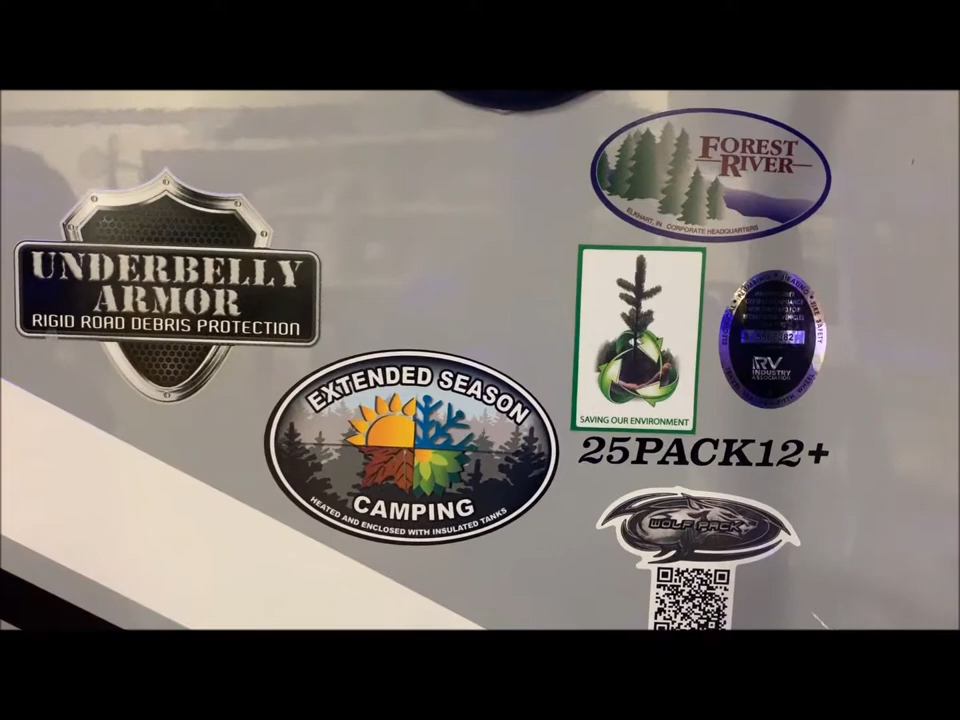 FOREST
RIVER
ELKHART, IN CORPORATE HEADQUARTERS
UNDERBELLY
ARMOR
RIGID ROAD DEBRIS PROTECTION
SAVING OUR ENVIRONMENT
RV
INDUSTRY
ASSOCIATION
EXTENDED SEASON
CAMPING
HEATED AND ENCLOSED WITH INSULATED TANKS
25PACK12+
WOLF PACK